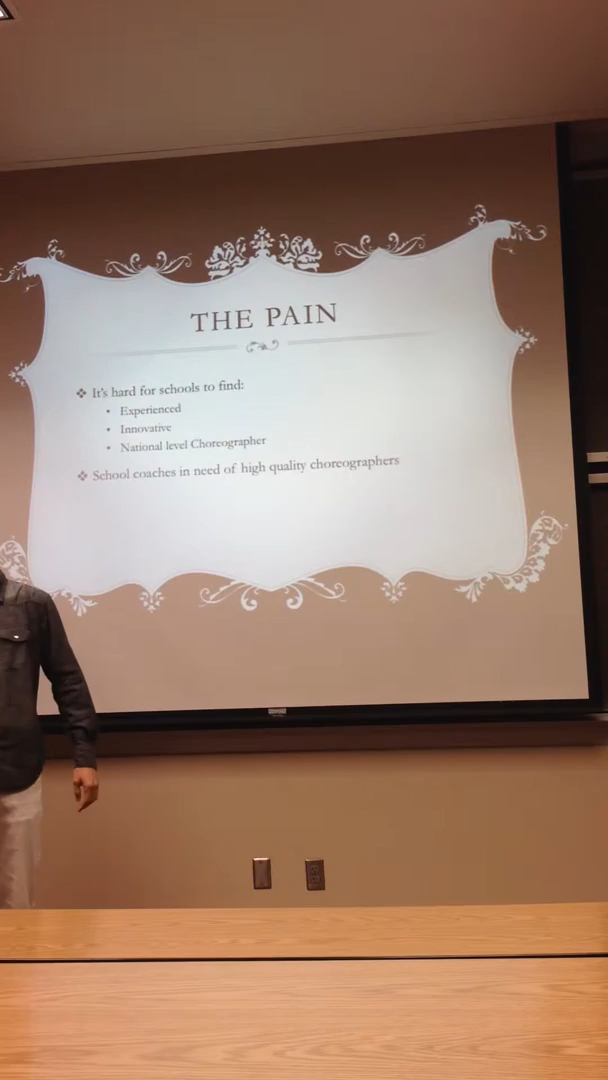 THE PAIN
It's hard for schools to find:
Experienced
Innovative
National level Choreographer
School coaches in need of high quality choreographers